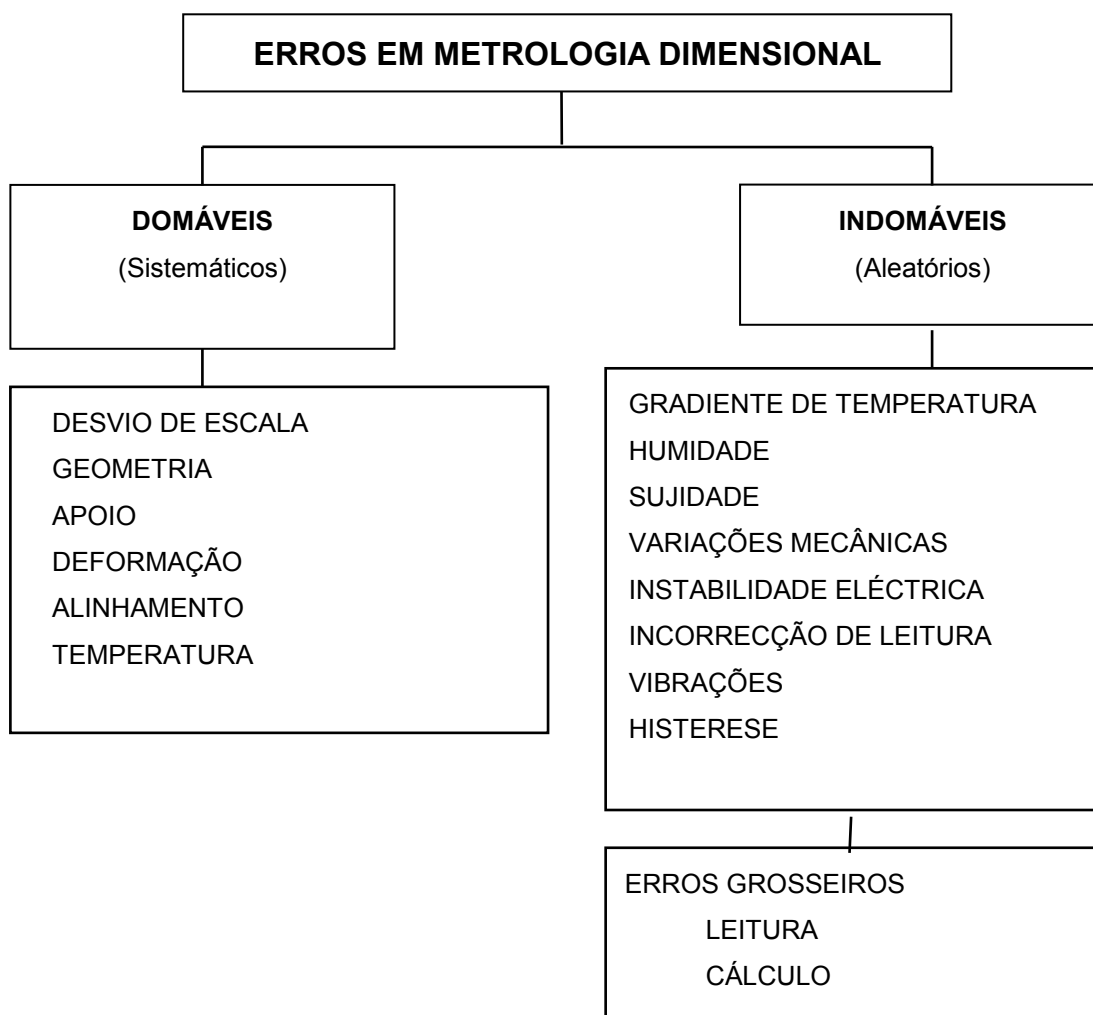 ERROS EM METROLOGIA DIMENSIONAL
DOMÁVEIS
(Sistemáticos)
DESVIO DE ESCALA
GEOMETRIA
APOIO
DEFORMAÇÃO
ALINHAMENTO
TEMPERATURA
INDOMÁVEIS
(Aleatórios)
GRADIENTE DE TEMPERATURA
HUMIDADE
SUJIDADE
VARIAÇÕES MECÂNICAS
INSTABILIDADE ELÉCTRICA
INCORRECÇÃO DE LEITURA
VIBRAÇÕES
HISTERESE
ERROS GROSSEIROS
LEITURA
CÁLCULO